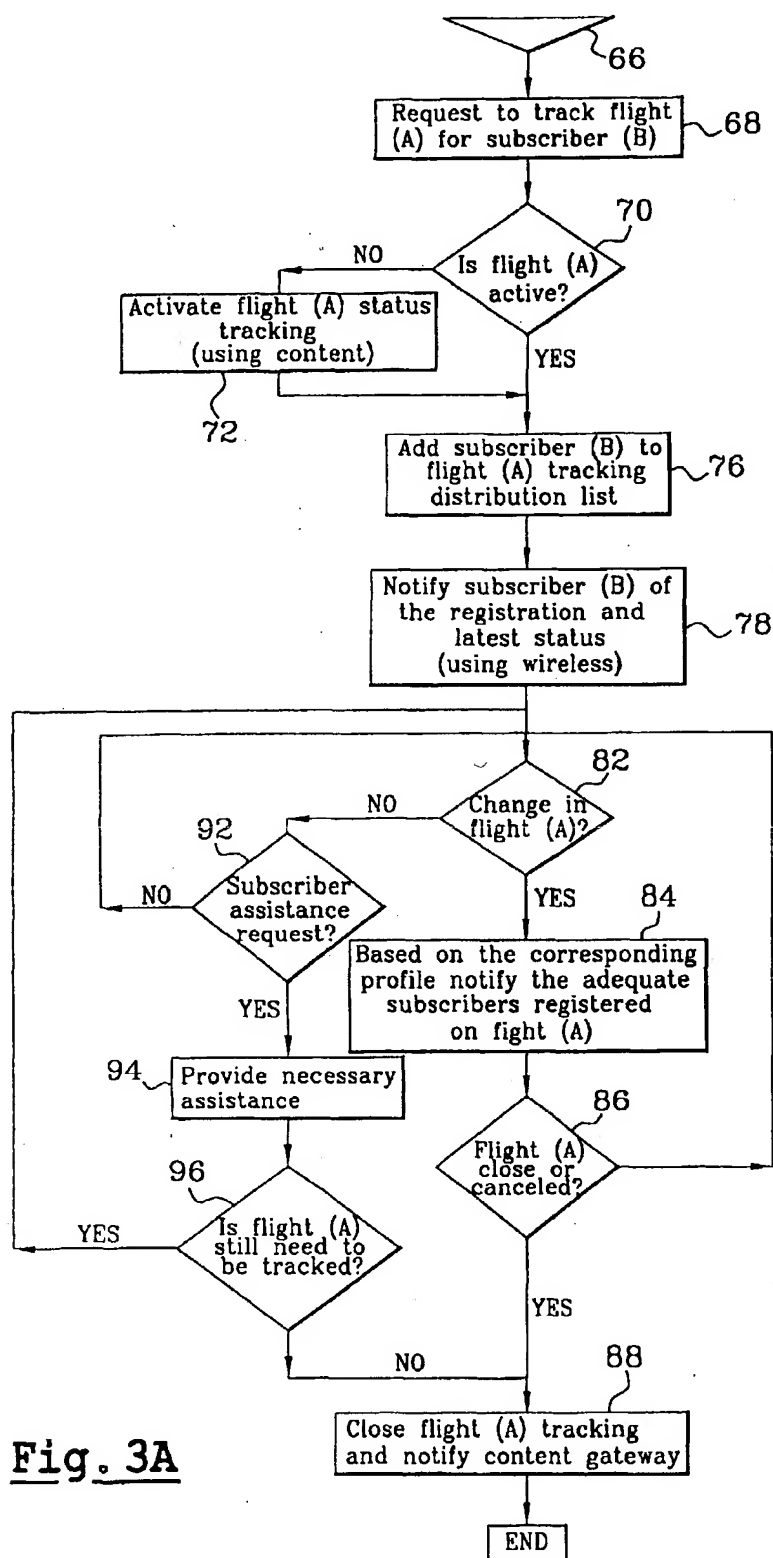 66
Request to track flight
(A) for subscriber (B)
68
70
NO
Is flight (A)
active?
Activate flight (A) status
tracking
(using content)
YES
72
Add subscriber (B) to
flight (A) tracking
distribution list
76
Notify subscriber (B) of
the registration and
latest status
(using wireless)
78
82
NO
Change in
flight (A)?
92
Subscriber
assistance
request?
NO
YES
84
Based on the corresponding
profile notify the adequate
subscribers registered
on fight (A)
YES
94
Provide necessary
assistance
86
Flight (A)
close or
canceled?
96
YES
Is flight (A)
still need to
be tracked?
YES
NO
88
Close flight (A) tracking
and notify content gateway
Fig. 3A
END